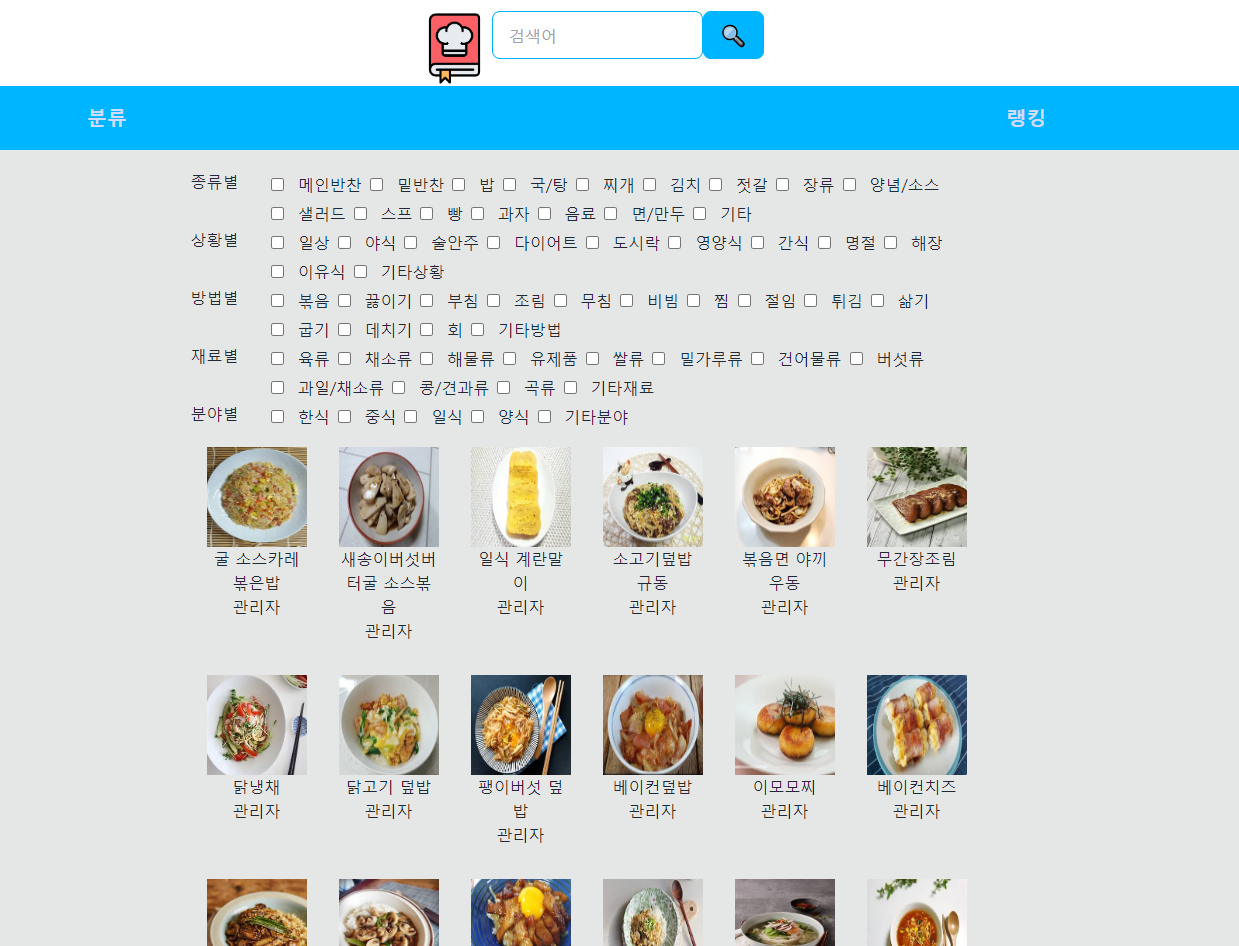 검색어
분류 랭킹
종류별 메인반찬 밑반찬 밥 국/탕 찌개 김치 젓갈 장류 양념/소스
샐러드 스프 빵 과자 음료 면/만두 기타
상황별 일상 야식 술안주 다이어트 도시락 영양식 간식 명절 해장
이유식 기타상황
방법별 볶음 끓이기 부침 조림 무침 비빔 찜 절임 튀김 삶기
굽기 데치기 회 기타방법
재료별 육류 채소류 해물류 유제품 쌀류 밀가루류 건어물류 버섯류
과일/채소류 콩/견과류 곡류 기타재료
분야별 한식 중식 일식 양식 기타분야
굴 소스카레
볶은밥
관리자
새송이버섯버
터굴 소스볶
음
관리자
일식 계란말
이
관리자
소고기덮밥
규동
관리자
볶음면 야끼
우동
관리자
무간장조림
관리자
닭냉채
관리자
닭고기 덮밥
관리자
팽이버섯 덮
밥
관리자
베이컨덮밥
관리자
이모모찌
관리자
베이컨치즈
관리자